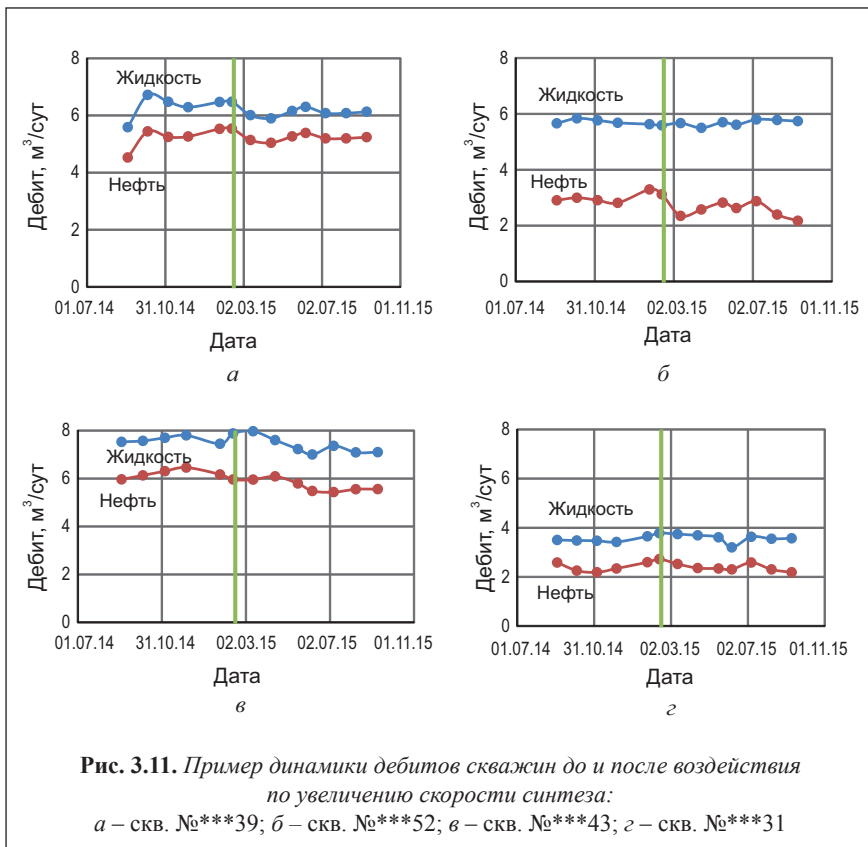 8
6
4
2
0
Дебит, м³/сут
Жидкость
Нефть
01.07.14 31.10.14 02.03.15 02.07.15 01.11.15
Дата
а
8
6
4
2
0
Дебит, м³/сут
Жидкость
Нефть
01.07.14 31.10.14 02.03.15 02.07.15 01.11.15
Дата
б
8
6
4
2
0
Дебит, м³/сут
Жидкость
Нефть
01.07.14 31.10.14 02.03.15 02.07.15 01.11.15
Дата
в
8
6
4
2
0
Дебит, м³/сут
Жидкость
Нефть
01.07.14 31.10.14 02.03.15 02.07.15 01.11.15
Дата
г
Рис. 3.11. Пример динамики дебитов скважин до и после воздействия
по увеличению скорости синтеза:
а – скв. №***39; б – скв. №***52; в – скв. №***43; г – скв. №***31